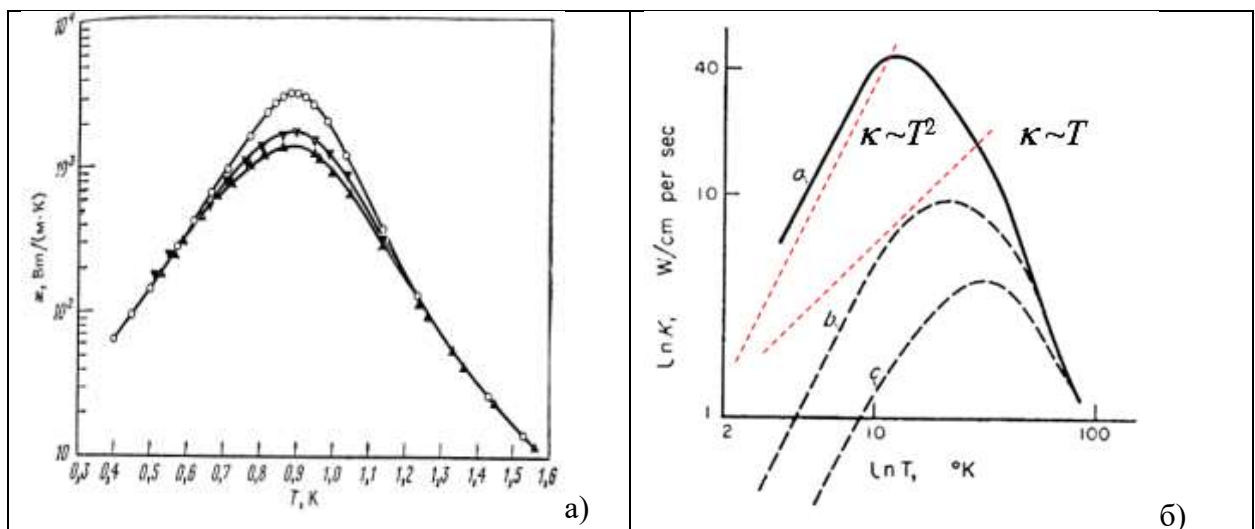 10⁴
10³
10²
10
æ, Вт/(м·К)
0,3 0,4 0,5 0,6 0,7 0,8 0,9 1,0 1,1 1,2 1,3 1,4 1,5 1,6
T, K
а)
40
10
1
ln K, W/cm per sec
κ~T²
κ~T
a
b
c
2 10 100
ln T, °K
б)